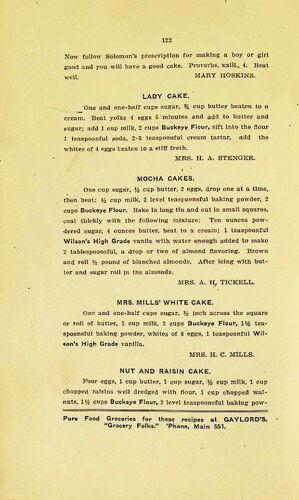 122
Now follow Solomon's prescription for making a boy or girl
good and you will have a good cake. Proverbs, xxiii., 4. Beat
well. MARY HOSKINS.
LADY CAKE.
One and one-half cups sugar, ¾ cup butter beaten to a
cream. Beat yolks 4 eggs 5 minutes and add to butter and
sugar; add 1 cup milk, 2 cups Buckeye Flour, sift into the flour
1 teaspoonful soda, 2-3 teaspoonful cream tartar, add the
whites of 4 eggs beaten to a stiff froth.
MRS. H. A. STENGER.
MOCHA CAKES.
One cup sugar, ½ cup butter, 2 eggs, drop one at a time,
then beat; ½ cup milk, 2 level teaspoonsful baking powder, 2
cups Buckeye Flour. Bake in long tin and cut in small squares,
coat thickly with the following mixture: Ten ounces pow-
dered sugar, 4 ounces butter, beat to a cream; 1 teaspoonful
Wilson's High Grade vanila with water enough added to make
2 tablespoonsful, a drop or two of almond flavoring. Brown
and roll ½ pound of blanched almonds. After icing with but-
ter and sugar roll in the almonds.
MRS. A. H. TICKELL.
MRS. MILLS' WHITE CAKE.
One and one-half cups sugar, ½ inch across the square
or roll of butter, 1 cup milk, 2 cups Buckeye Flour, 1½ tea-
spoonsful baking powder, whites of 8 eggs, 1 teaspoonful Wil-
son's High Grade vanilla.
MRS. H. C. MILLS.
NUT AND RAISIN CAKE.
Four eggs, 1 cup butter, 1 cup sugar, ½ cup milk, 1 cup
chopped raisins well dredged with flour, 1 cup chopped wal-
nuts, 1½ cups Buckeye Flour, 2 level teaspoonsful baking pow-
Pure Food Groceries for these recipes at GAYLORD'S,
"Grocery Folks." 'Phone, Main 551.